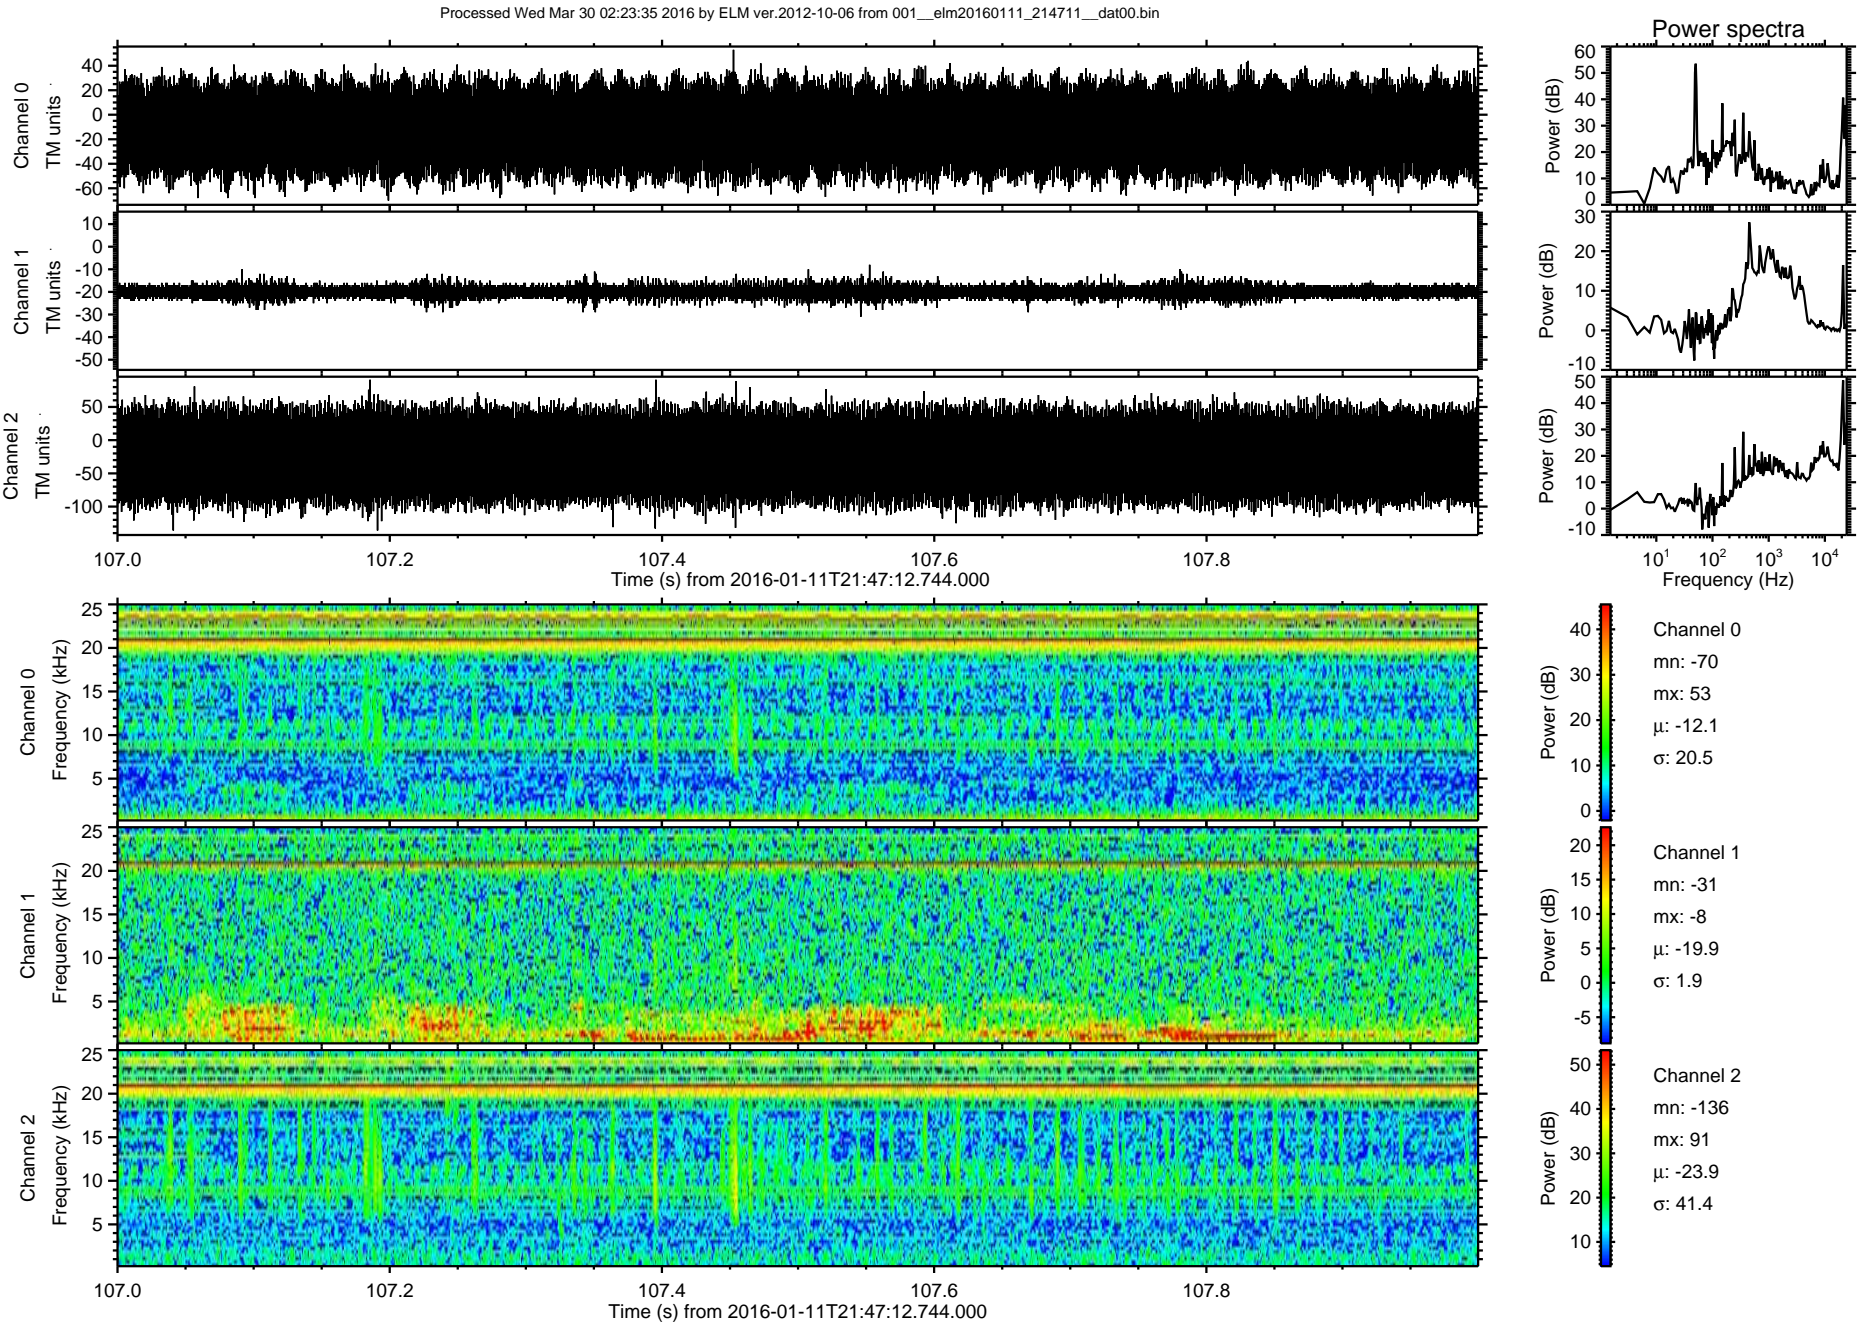 Processed Wed Mar 30 02:23:35 2016 by ELM ver.2012-10-06 from 001__elm20160111_214711__dat00.bin
Power spectra
Channel 0
TM units
40
20
0
-20
-40
-60
Power (dB)
60
50
40
30
20
10
0
Channel 1
TM units
10
0
-10
-20
-30
-40
-50
Power (dB)
30
20
10
0
-10
Channel 2
TM units
50
0
-50
-100
Power (dB)
50
40
30
20
10
0
-10
107.0 107.2 107.4 107.6 107.8
Time (s) from 2016-01-11T21:47:12.744.000
10^1 10^2 10^3 10^4
Frequency (Hz)
Channel 0
Frequency (kHz)
25
20
15
10
5
Power (dB)
40
30
20
10
0
Channel 0
mn: -70
mx: 53
μ: -12.1
σ: 20.5
Channel 1
Frequency (kHz)
25
20
15
10
5
Power (dB)
20
15
10
5
0
-5
Channel 1
mn: -31
mx: -8
μ: -19.9
σ: 1.9
Channel 2
Frequency (kHz)
25
20
15
10
5
Power (dB)
50
40
30
20
10
Channel 2
mn: -136
mx: 91
μ: -23.9
σ: 41.4
107.0 107.2 107.4 107.6 107.8
Time (s) from 2016-01-11T21:47:12.744.000